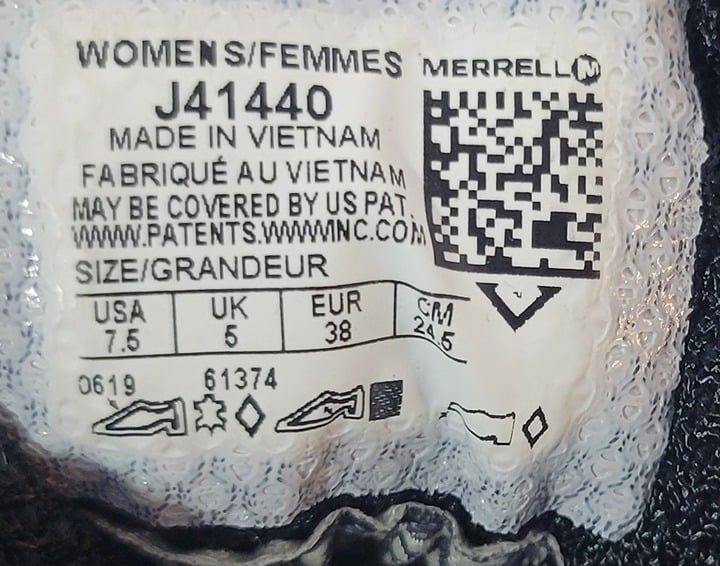 WOMENS/FEMMES
MERRELL M
J41440
MADE IN VIETNAM
FABRIQUÉ AU VIETNAM
MAY BE COVERED BY US PAT.
WWW.PATENTS.WWWINC.COM
SIZE/GRANDEUR
USA UK EUR CM
7.5 5 38 24.5
0619 61374